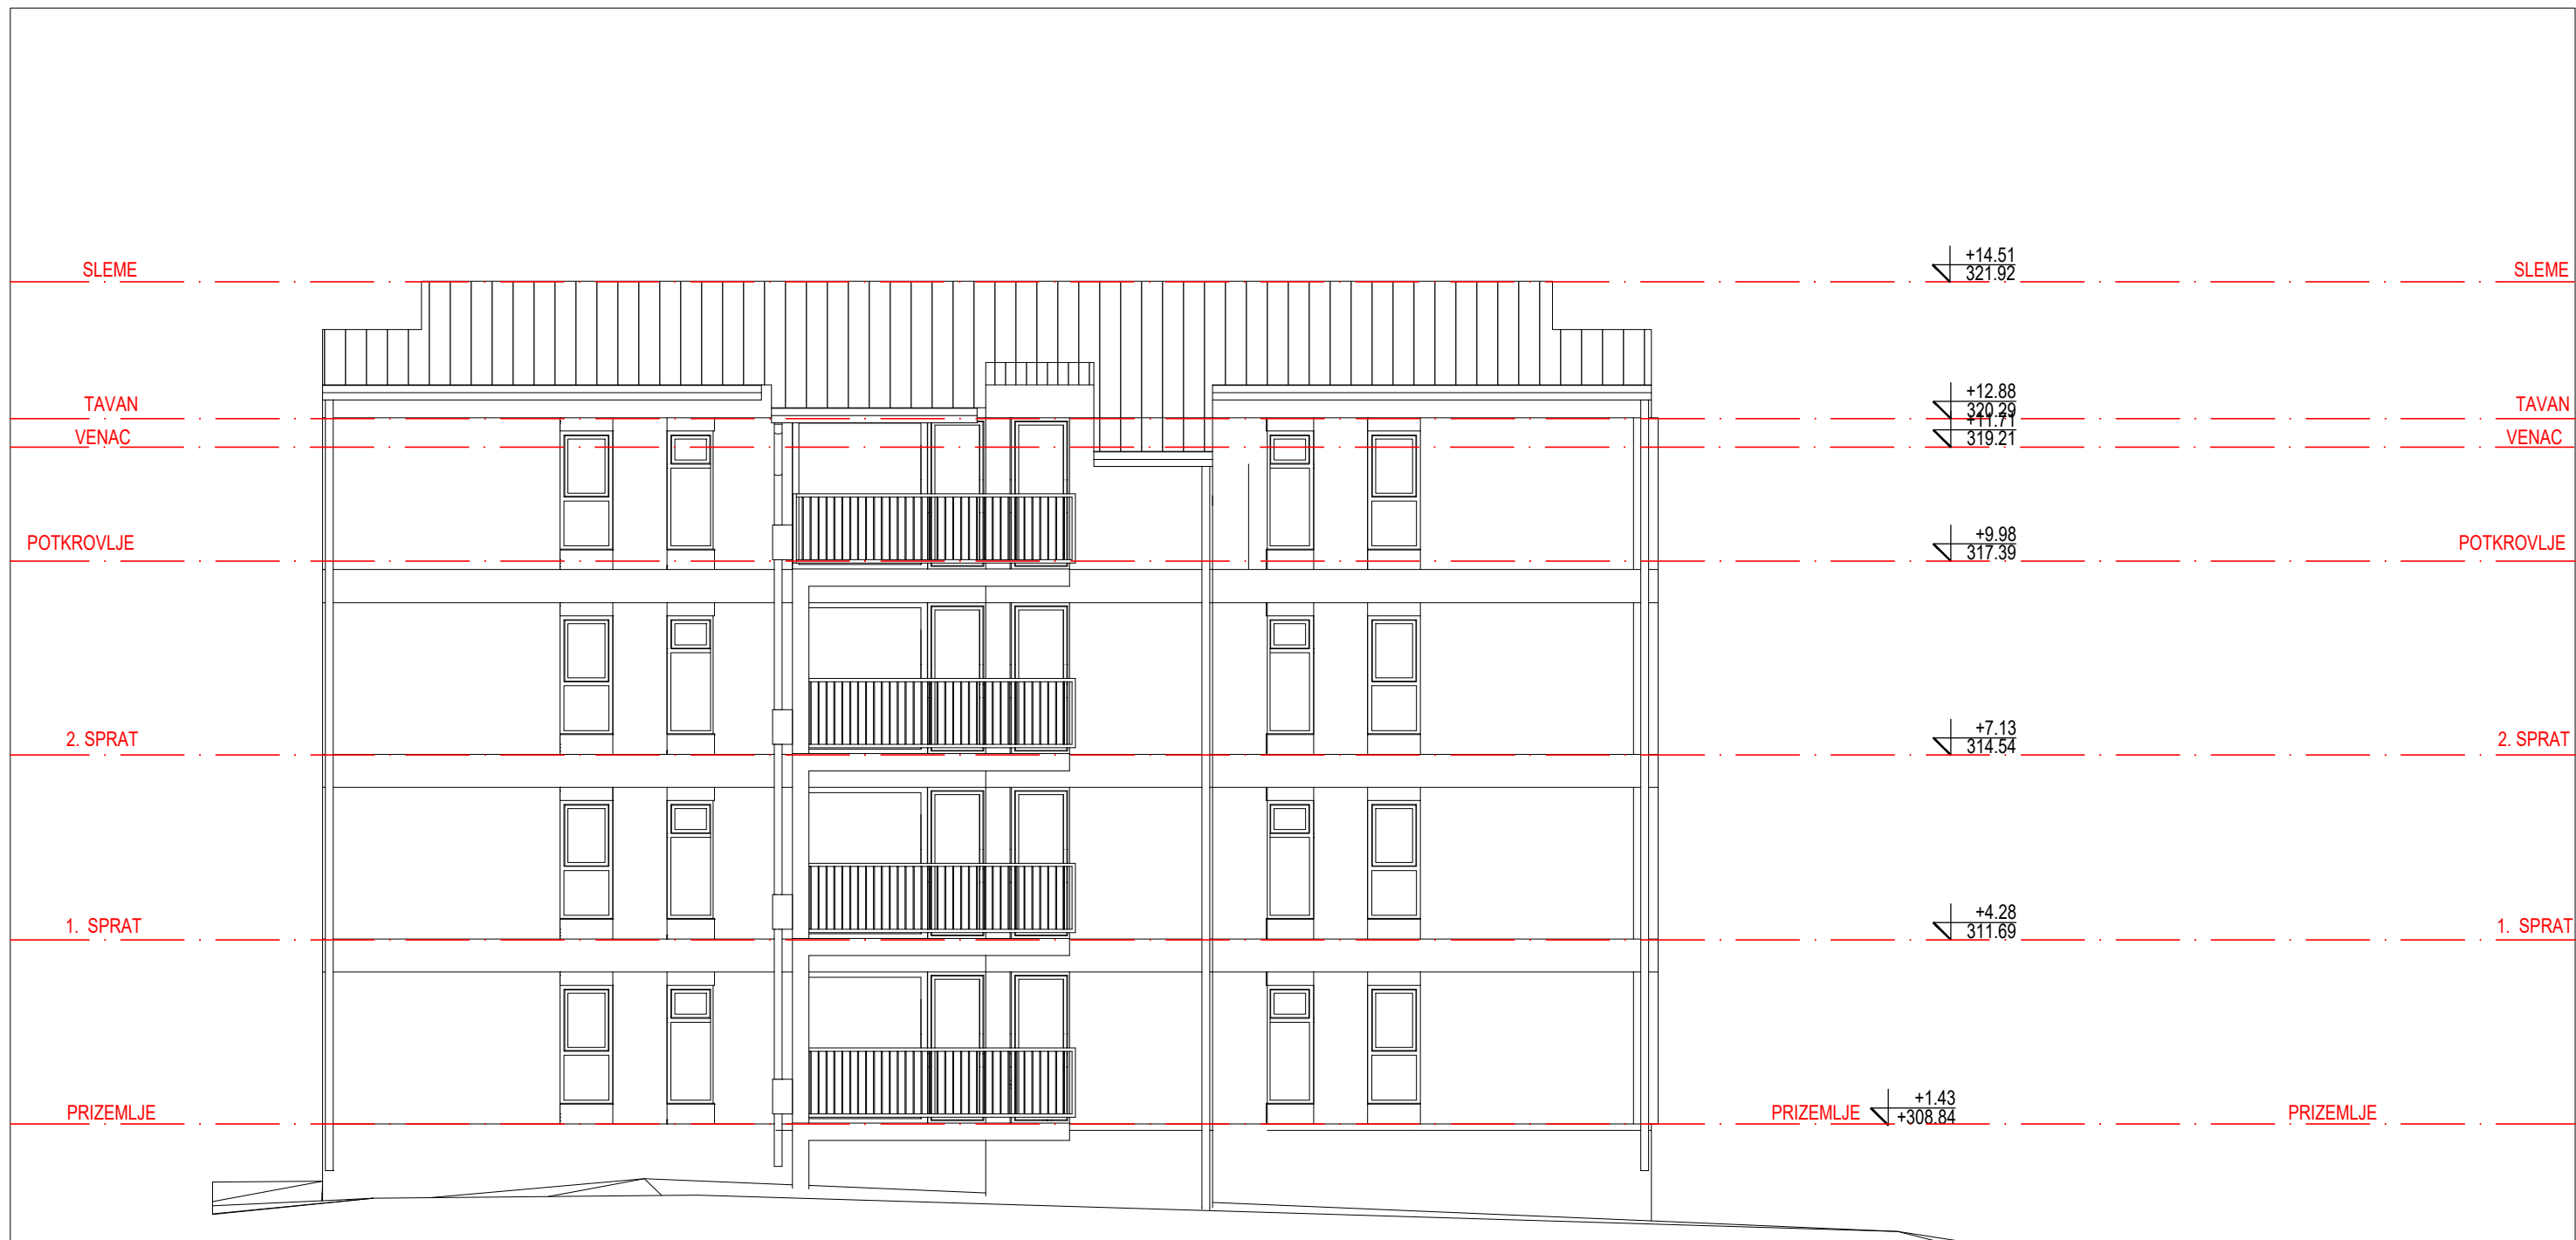 SLEME
+14.51
321.92
SLEME
TAVAN
+12.88
320.29
TAVAN
VENAC
+11.71
319.21
VENAC
POTKROVLJE
+9.98
317.39
POTKROVLJE
2. SPRAT
+7.13
314.54
2. SPRAT
1. SPRAT
+4.28
311.69
1. SPRAT
PRIZEMLJE
PRIZEMLJE
+1.43
+308.84
PRIZEMLJE